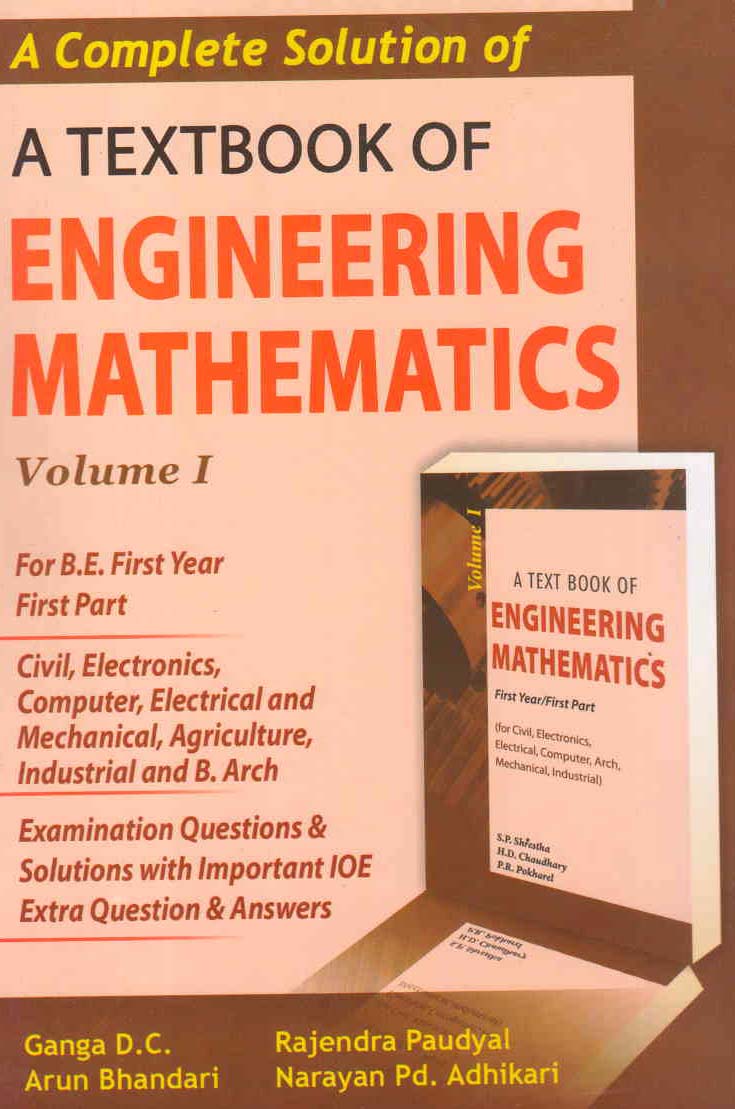 A Complete Solution of
A TEXTBOOK OF
ENGINEERING
MATHEMATICS
Volume I
For B.E. First Year
First Part
Civil, Electronics,
Computer, Electrical and
Mechanical, Agriculture,
Industrial and B. Arch
Examination Questions &
Solutions with Important IOE
Extra Question & Answers
Volume I
A TEXT BOOK OF
ENGINEERING
MATHEMATICS
First Year/First Part
(for Civil, Electronics,
Electrical, Computer, Arch,
Mechanical, Industrial)
S.P. Shrestha
H.D. Chaudhary
P.R. Pokharel
Ganga D.C.
Rajendra Paudyal
Arun Bhandari
Narayan Pd. Adhikari